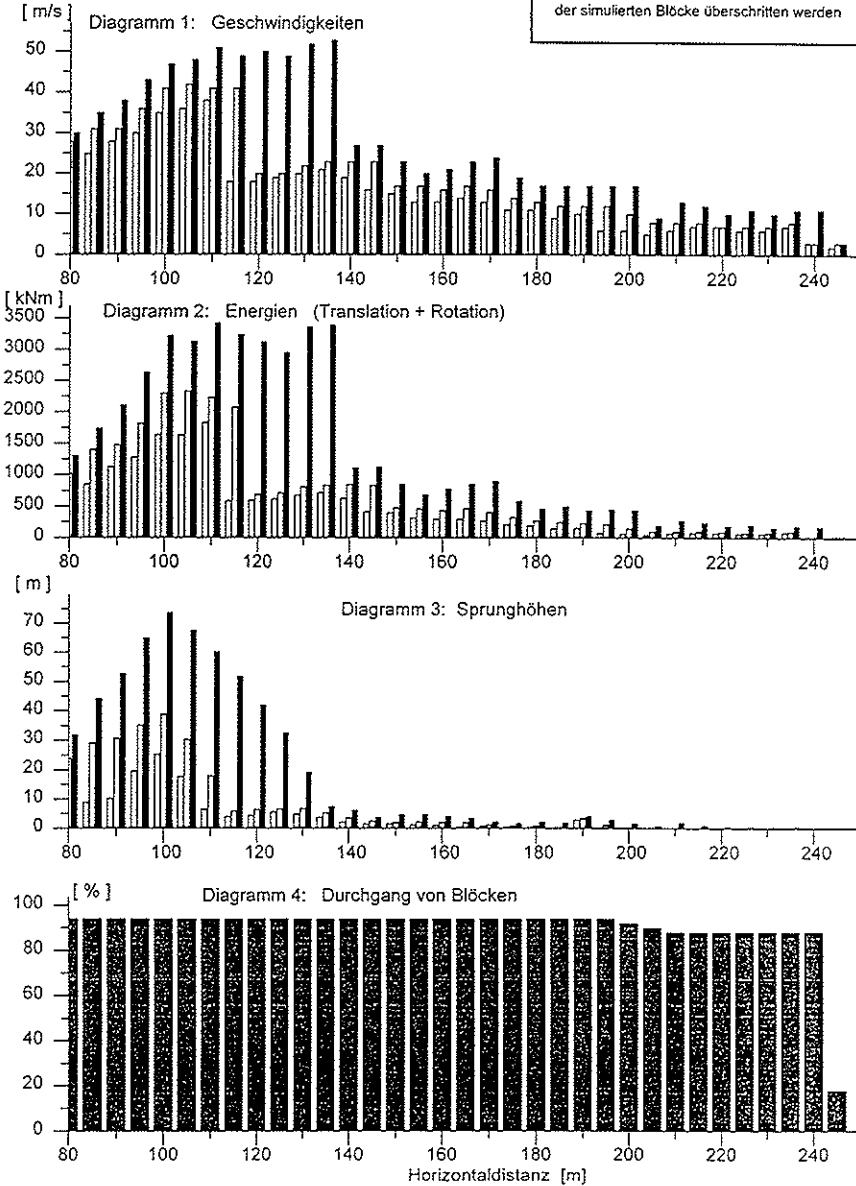 der simulierten Blöcke überschritten werden
[ m/s
Diagramm 1: Geschwindigkeiten
50
40
30
20
10
0
80 100 120 140 160 180 200 220 240
[ kNm ]
Diagramm 2: Energien (Translation + Rotation)
3500
3000
2500
2000
1500
1000
500
0
80 100 120 140 160 180 200 220 240
[ m ]
Diagramm 3: Sprunghöhen
70
60
50
40
30
20
10
0
80 100 120 140 160 180 200 220 240
[ % ]
Diagramm 4: Durchgang von Blöcken
100
80
60
40
20
0
80 100 120 140 160 180 200 220 240
Horizontaldistanz [m]